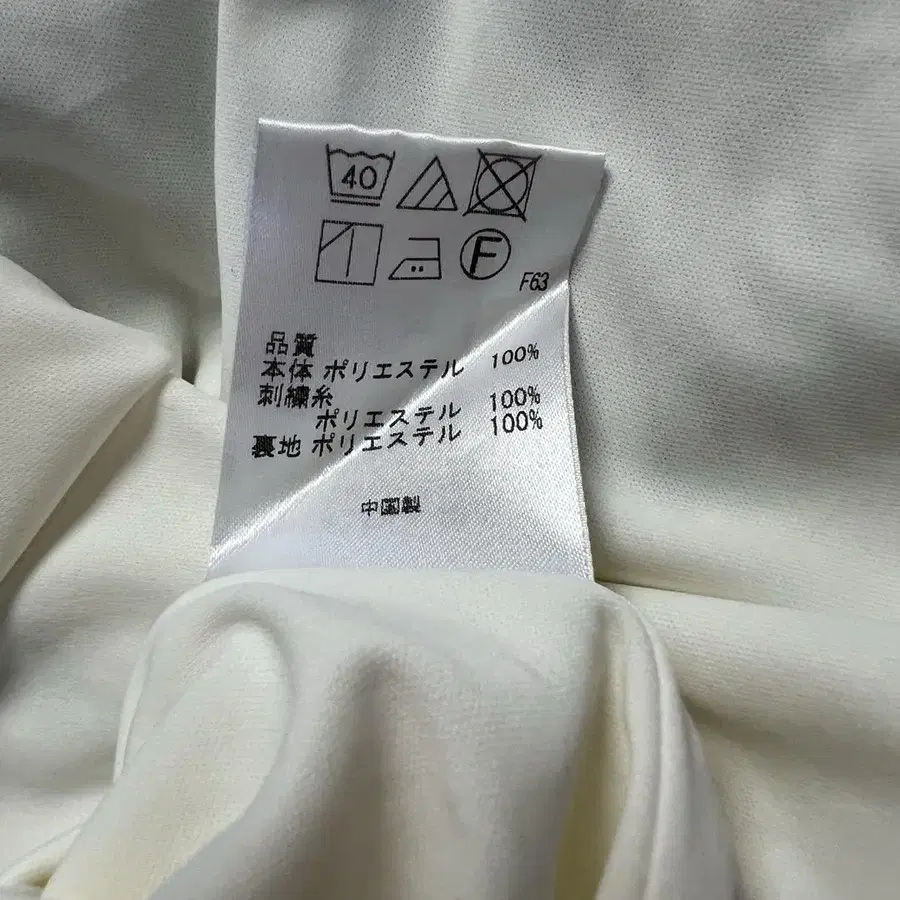 40
F
F63
品質
本体 ポリエステル 100%
刺繍糸
ポリエステル 100%
裏地 ポリエステル 100%
中国製